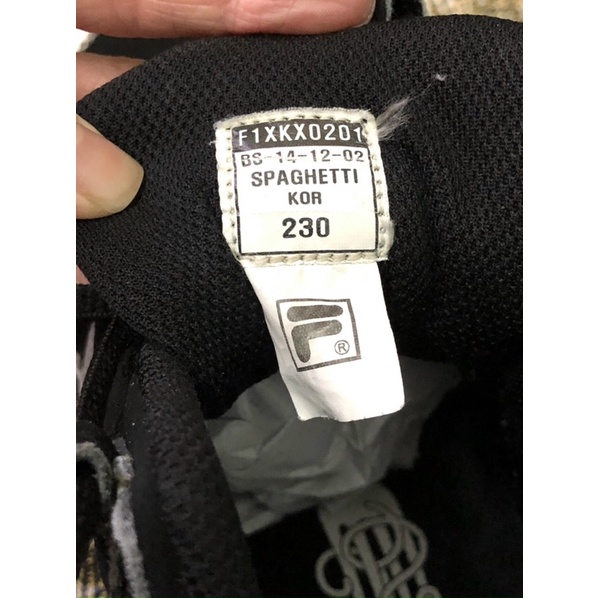 F1XKX0201
BS-14-12-02
SPAGHETTI
KOR
230
F
®